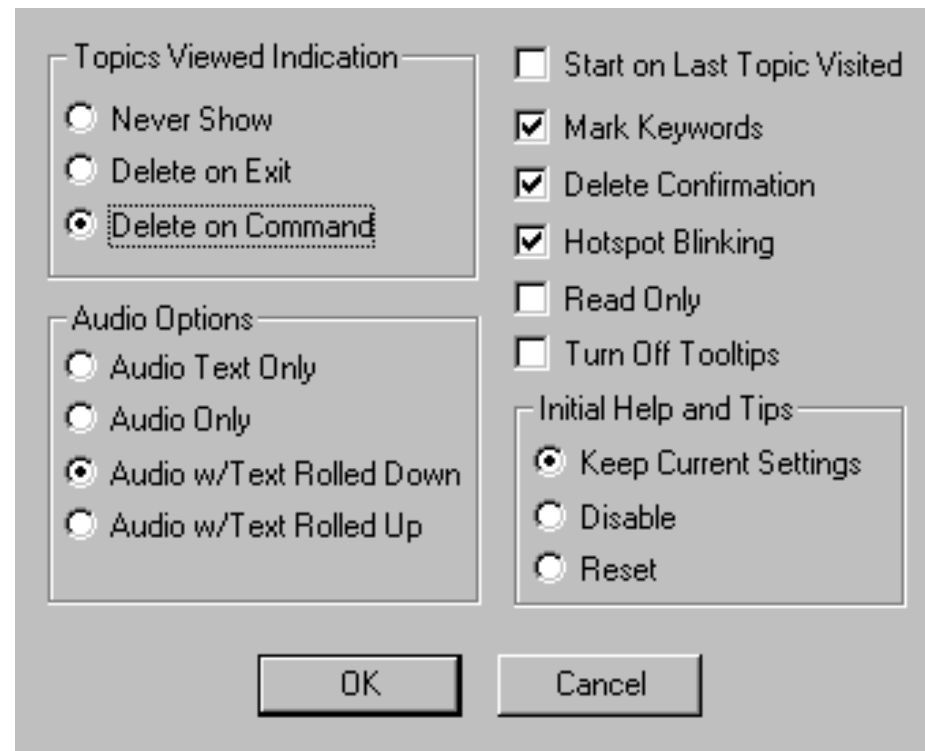 Topics Viewed Indication
Never Show
Delete on Exit
Delete on Command
Audio Options
Audio Text Only
Audio Only
Audio w/Text Rolled Down
Audio w/Text Rolled Up
Start on Last Topic Visited
Mark Keywords
Delete Confirmation
Hotspot Blinking
Read Only
Turn Off Tooltips
Initial Help and Tips
Keep Current Settings
Disable
Reset
OK
Cancel